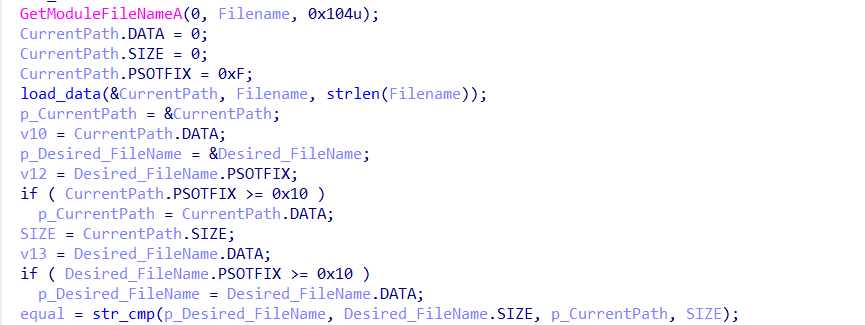 GetModuleFileNameA(0, Filename, 0x104u);
CurrentPath.DATA = 0;
CurrentPath.SIZE = 0;
CurrentPath.PSOTFIX = 0xF;
load_data(&CurrentPath, Filename, strlen(Filename));
p_CurrentPath = &CurrentPath;
v10 = CurrentPath.DATA;
p_Desired_FileName = &Desired_FileName;
v12 = Desired_FileName.PSOTFIX;
if ( CurrentPath.PSOTFIX >= 0x10 )
  p_CurrentPath = CurrentPath.DATA;
SIZE = CurrentPath.SIZE;
v13 = Desired_FileName.DATA;
if ( Desired_FileName.PSOTFIX >= 0x10 )
  p_Desired_FileName = Desired_FileName.DATA;
equal = str_cmp(p_Desired_FileName, Desired_FileName.SIZE, p_CurrentPath, SIZE);